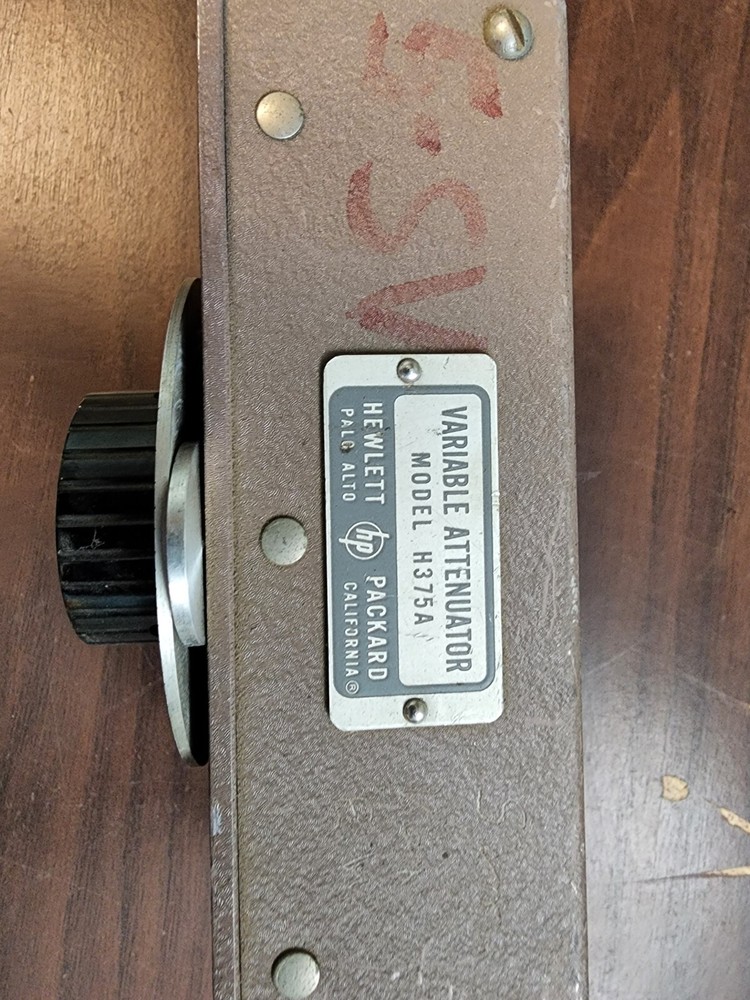 VARIABLE ATTENUATOR
MODEL H375A
HEWLETT hp PACKARD
PALO ALTO CALIFORNIA®